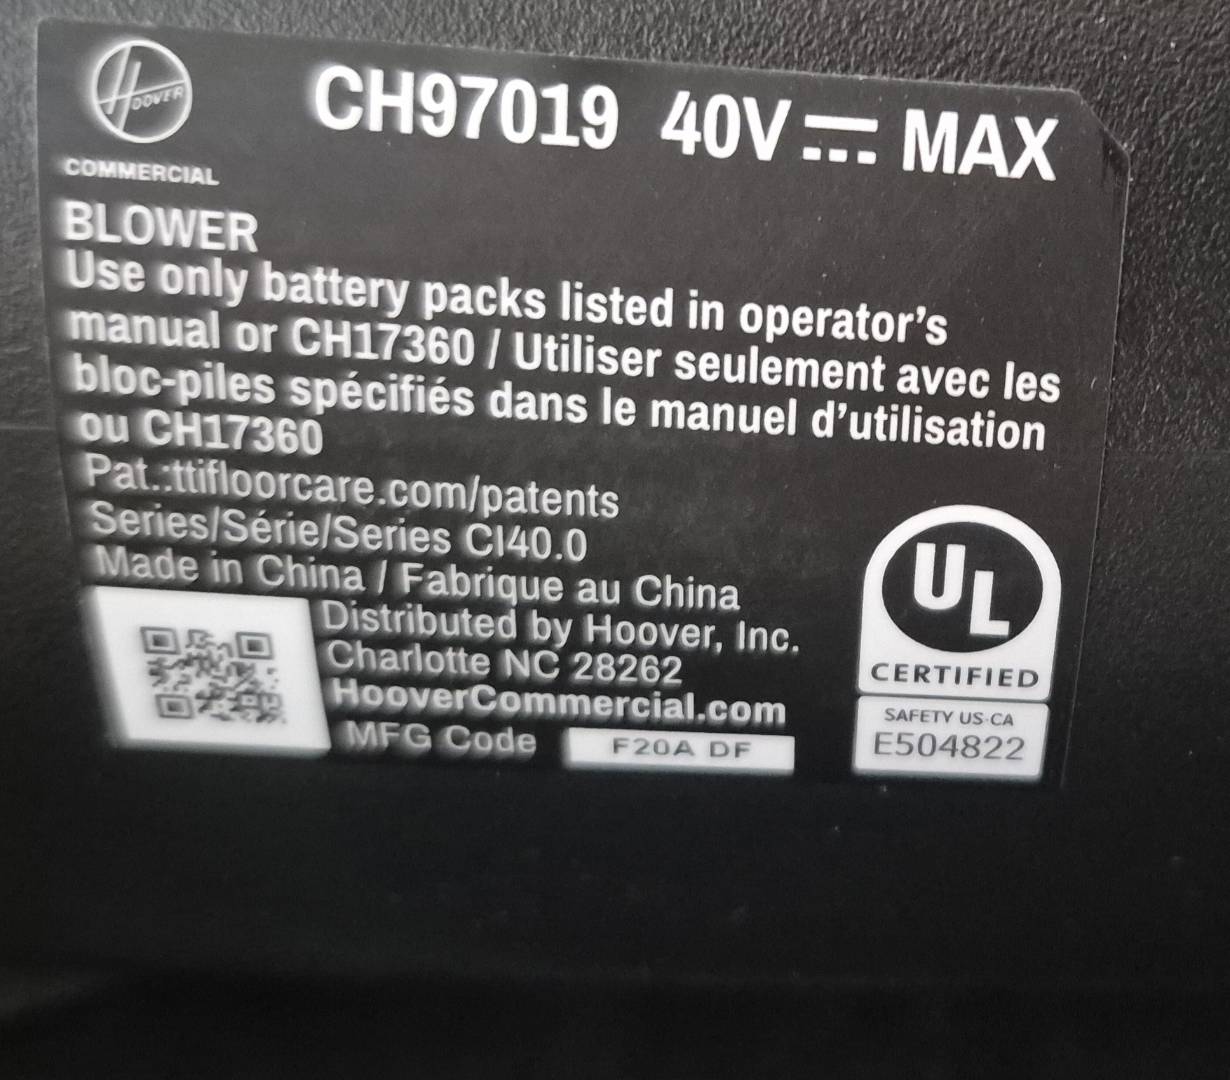 HOOVER
COMMERCIAL
CH97019 40V⎓ MAX
BLOWER
Use only battery packs listed in operator's
manual or CH17360 / Utiliser seulement avec les
bloc-piles spécifiés dans le manuel d'utilisation
ou CH17360
Pat.:ttifloorcare.com/patents
Series/Série/Series CI40.0
Made in China / Fabrique au China
Distributed by Hoover, Inc.
Charlotte NC 28262
HooverCommercial.com
MFG Code F20A DF
UL
CERTIFIED
SAFETY US-CA
E504822